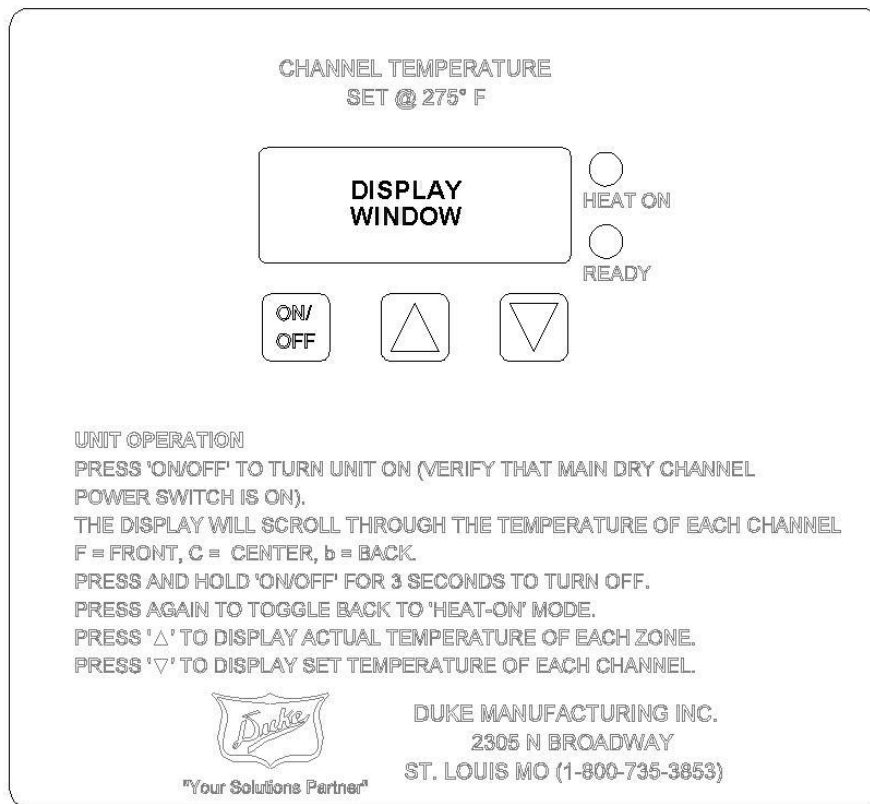 CHANNEL TEMPERATURE
SET @ 275° F
DISPLAY
WINDOW
HEAT ON
READY
ON/
OFF
UNIT OPERATION
PRESS 'ON/OFF' TO TURN UNIT ON (VERIFY THAT MAIN DRY CHANNEL
POWER SWITCH IS ON).
THE DISPLAY WILL SCROLL THROUGH THE TEMPERATURE OF EACH CHANNEL
F = FRONT, C = CENTER, b = BACK.
PRESS AND HOLD 'ON/OFF' FOR 3 SECONDS TO TURN OFF.
PRESS AGAIN TO TOGGLE BACK TO 'HEAT-ON' MODE.
PRESS '△' TO DISPLAY ACTUAL TEMPERATURE OF EACH ZONE.
PRESS '▽' TO DISPLAY SET TEMPERATURE OF EACH CHANNEL.
Duke
"Your Solutions Partner"
DUKE MANUFACTURING INC.
2305 N BROADWAY
ST. LOUIS MO (1-800-735-3853)